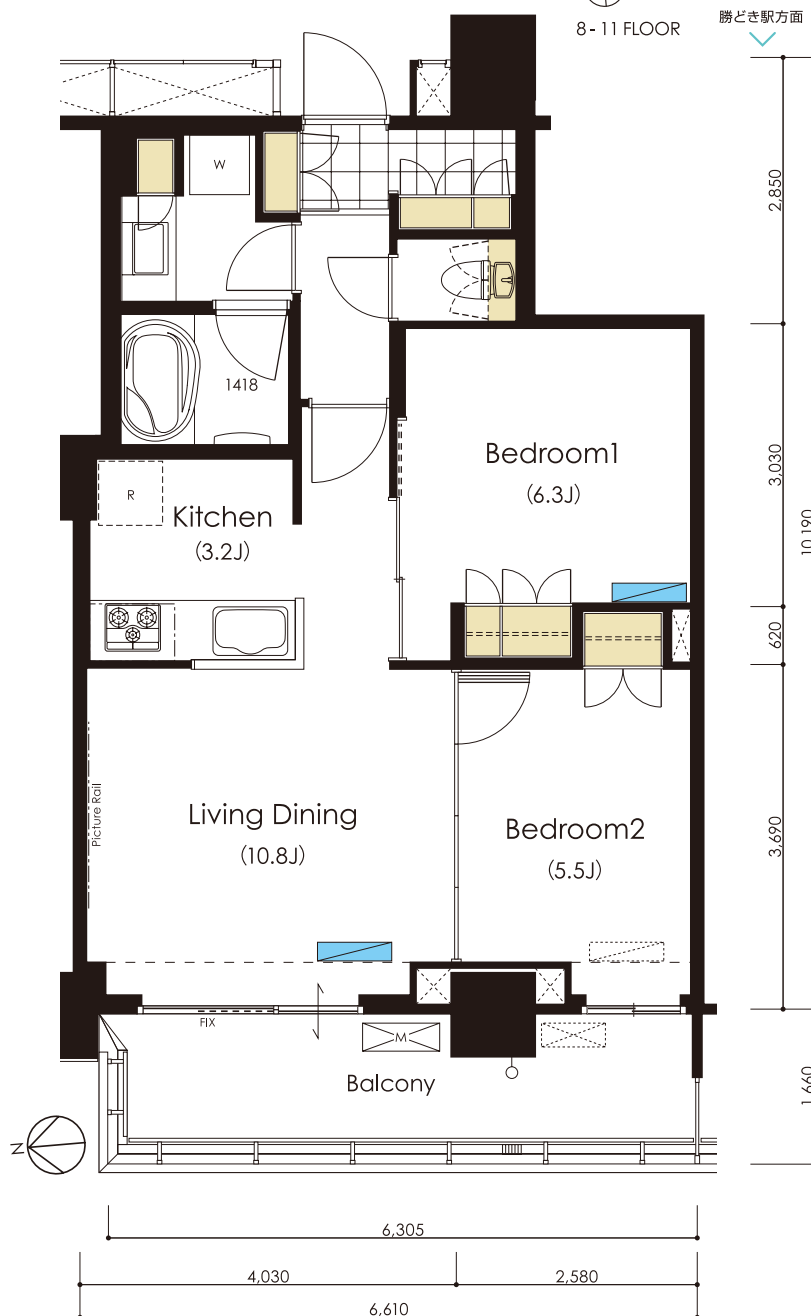 8-11 FLOOR
勝どき駅方面
W
2,850
1418
Bedroom1
(6.3J)
3,030
R
Kitchen
(3.2J)
10,190
620
Picture Rail
Living Dining
(10.8J)
Bedroom2
(5.5J)
3,690
FIX
M
Balcony
1,660
N
6,305
4,030
2,580
6,610